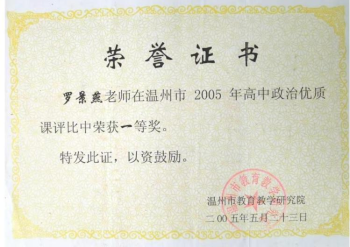 荣誉证书
罗景燕老师在温州市 2005 年高中政治优质
课评比中荣获一等奖。
特发此证，以资鼓励。
温州市教育教学研究院
二00五年五月二十三日